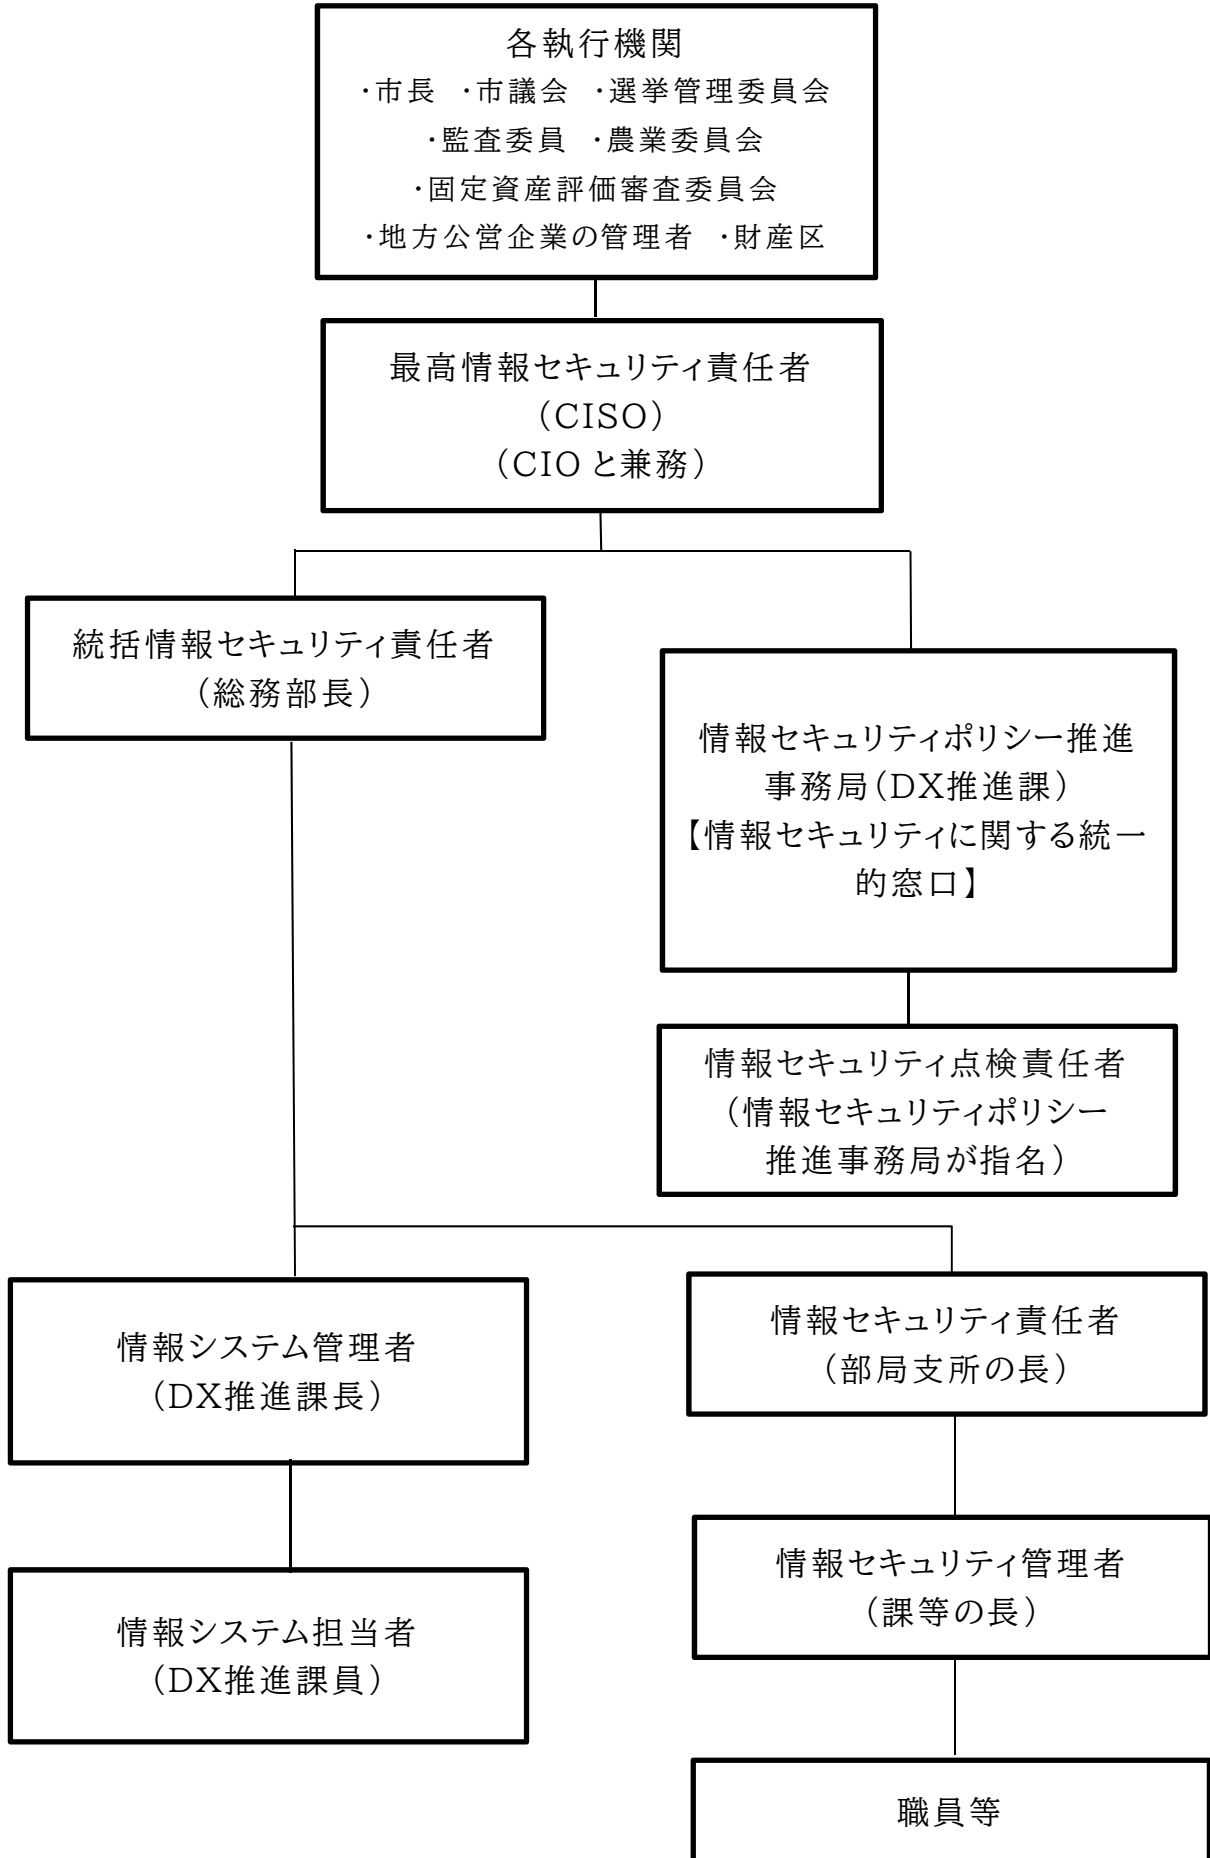 各執行機関
・市長 ・市議会 ・選挙管理委員会
・監査委員 ・農業委員会
・固定資産評価審査委員会
・地方公営企業の管理者 ・財産区
最高情報セキュリティ責任者
（CISO）
（CIOと兼務）
統括情報セキュリティ責任者
（総務部長）
情報セキュリティポリシー推進
事務局（DX推進課）
【情報セキュリティに関する統一
的窓口】
情報セキュリティ点検責任者
（情報セキュリティポリシー
推進事務局が指名）
情報システム管理者
（DX推進課長）
情報セキュリティ責任者
（部局支所の長）
情報システム担当者
（DX推進課員）
情報セキュリティ管理者
（課等の長）
職員等